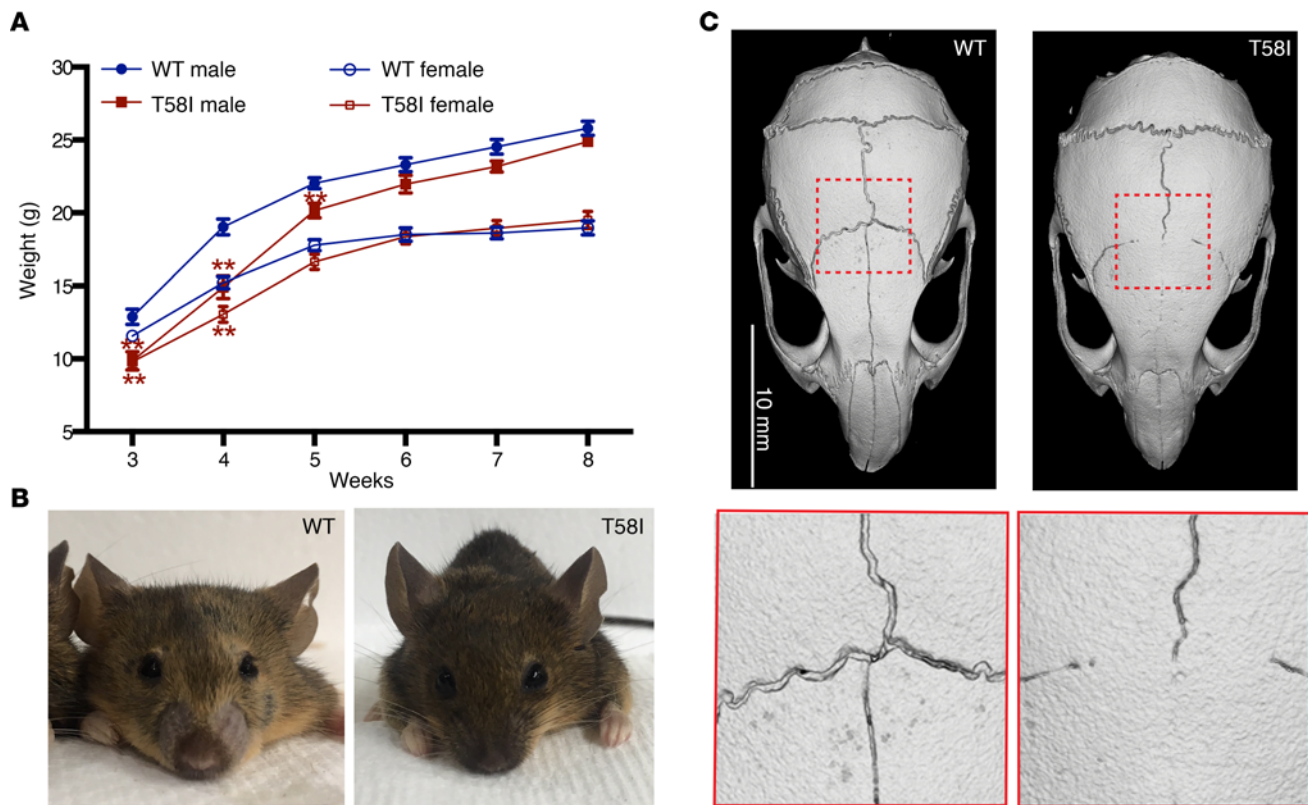 A
30
25
20
15
10
5
Weight (g)
WT male
WT female
T58I male
T58I female
**
**
**
**
**
3 4 5 6 7 8
Weeks
B
WT
T58I
C
WT
T58I
10 mm